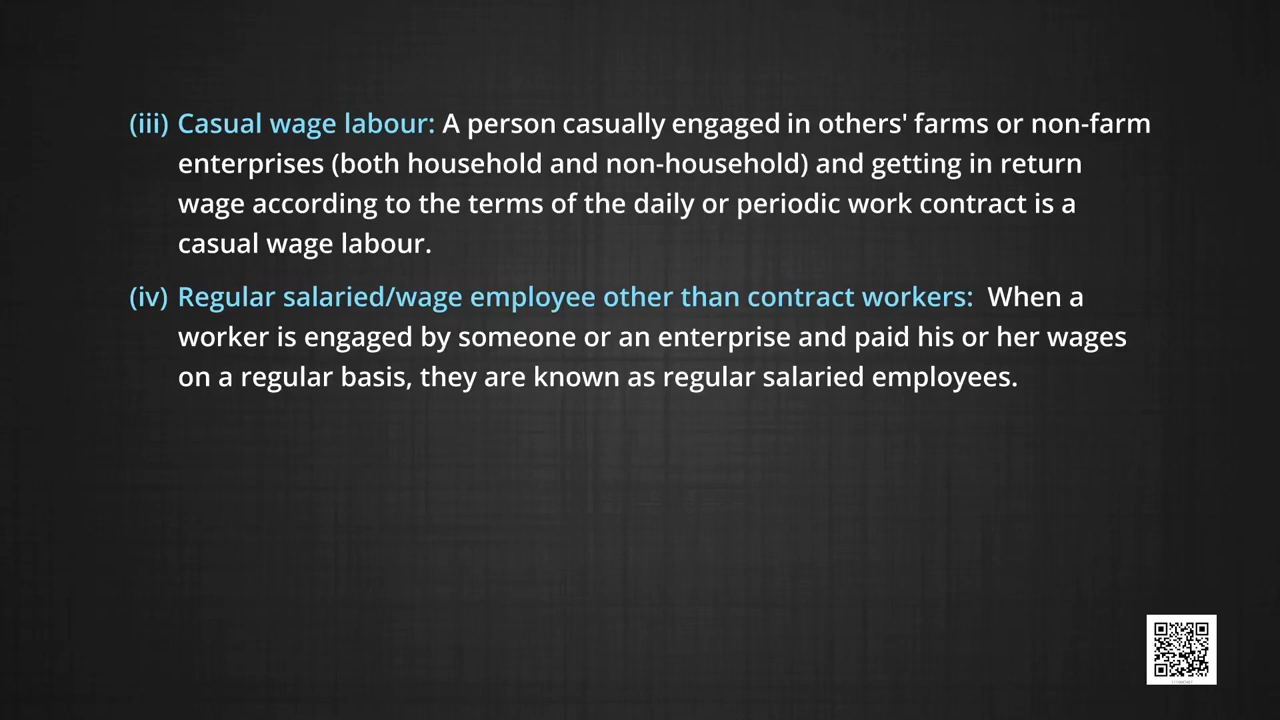 (iii) Casual wage labour: A person casually engaged in others' farms or non-farm
enterprises (both household and non-household) and getting in return
wage according to the terms of the daily or periodic work contract is a
casual wage labour.
(iv) Regular salaried/wage employee other than contract workers: When a
worker is engaged by someone or an enterprise and paid his or her wages
on a regular basis, they are known as regular salaried employees.